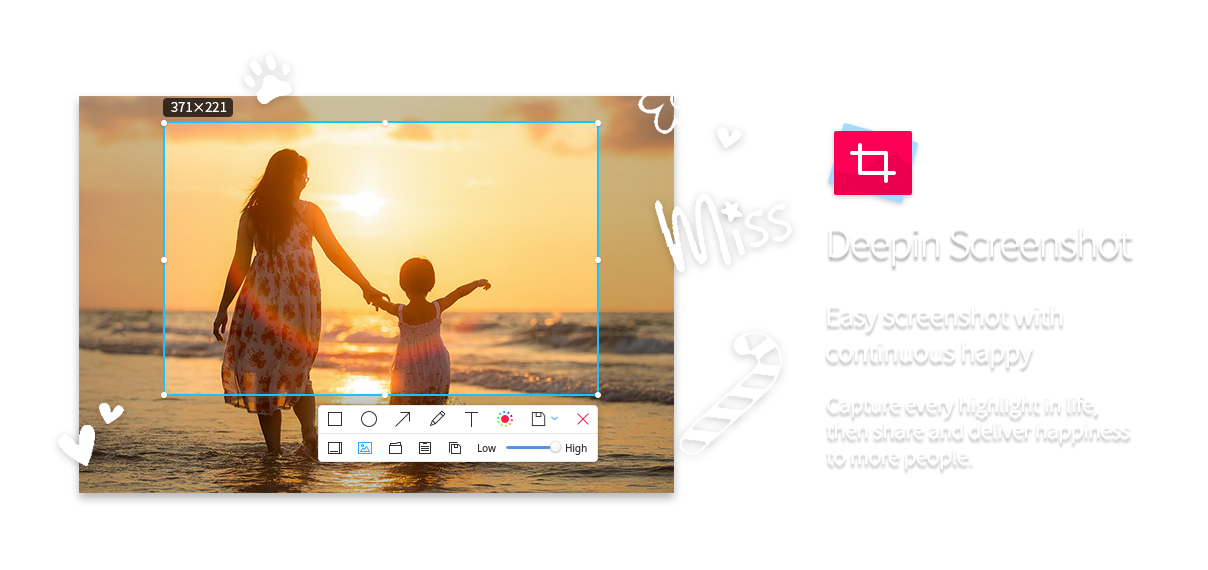 371×221
Miss
Low High
Deepin Screenshot
Easy screenshot with
continuous happy
Capture every highlight in life,
then share and deliver happiness
to more people.